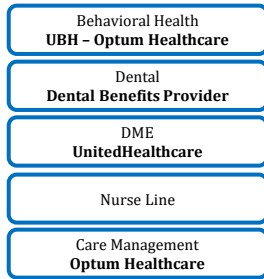 Behavioral Health
UBH – Optum Healthcare
Dental
Dental Benefits Provider
DME
UnitedHealthcare
Nurse Line
Care Management
Optum Healthcare